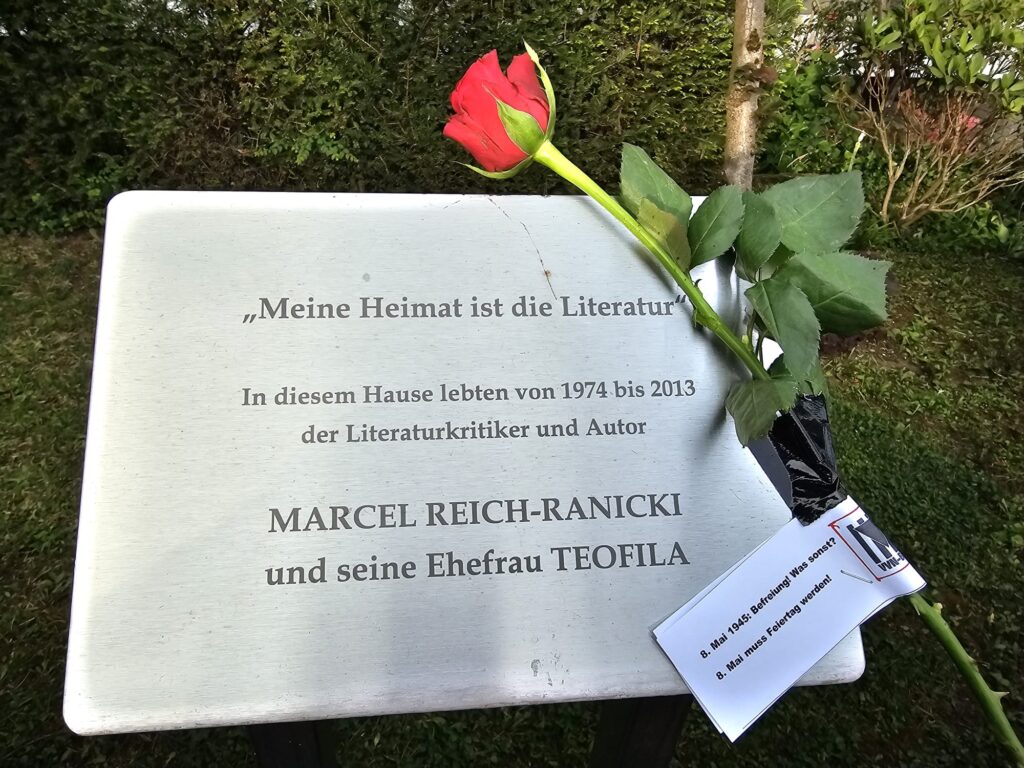 „Meine Heimat ist die Literatur“
In diesem Hause lebten von 1974 bis 2013
der Literaturkritiker und Autor
MARCEL REICH-RANICKI
und seine Ehefrau TEOFILA
8. Mai 1945: Befreiung! Was sonst?
8. Mai muss Feiertag werden!